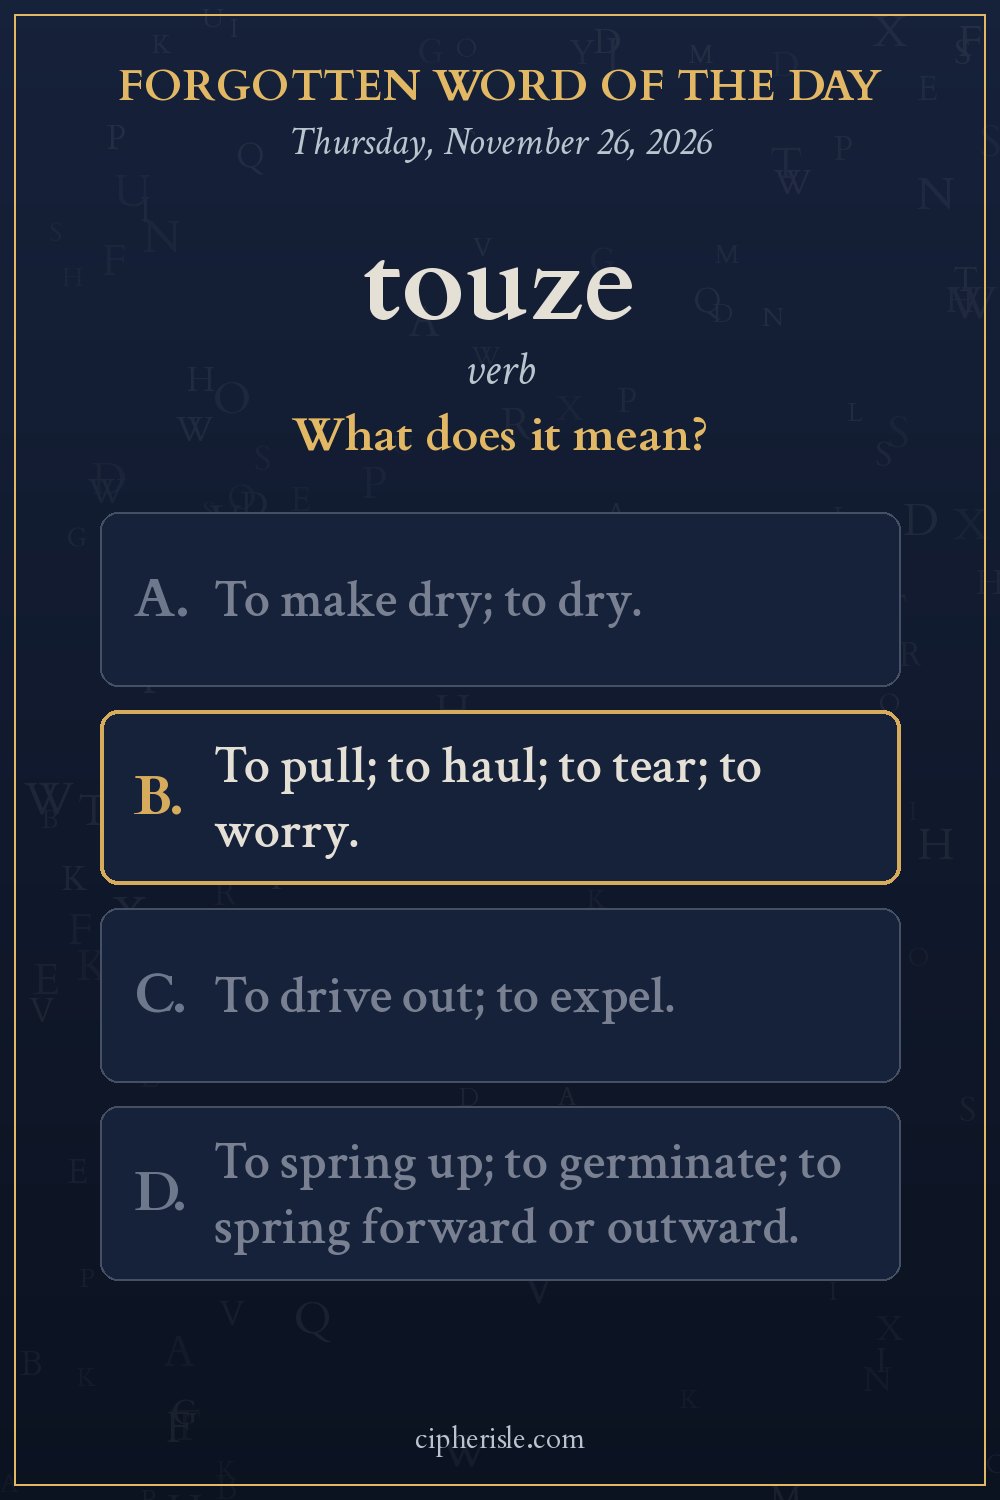 FORGOTTEN WORD OF THE DAY
Thursday, November 26, 2026
touze
verb
What does it mean?
A. To make dry; to dry.
B. To pull; to haul; to tear; to
worry.
C. To drive out; to expel.
D. To spring up; to germinate; to
spring forward or outward.
cipherisle.com